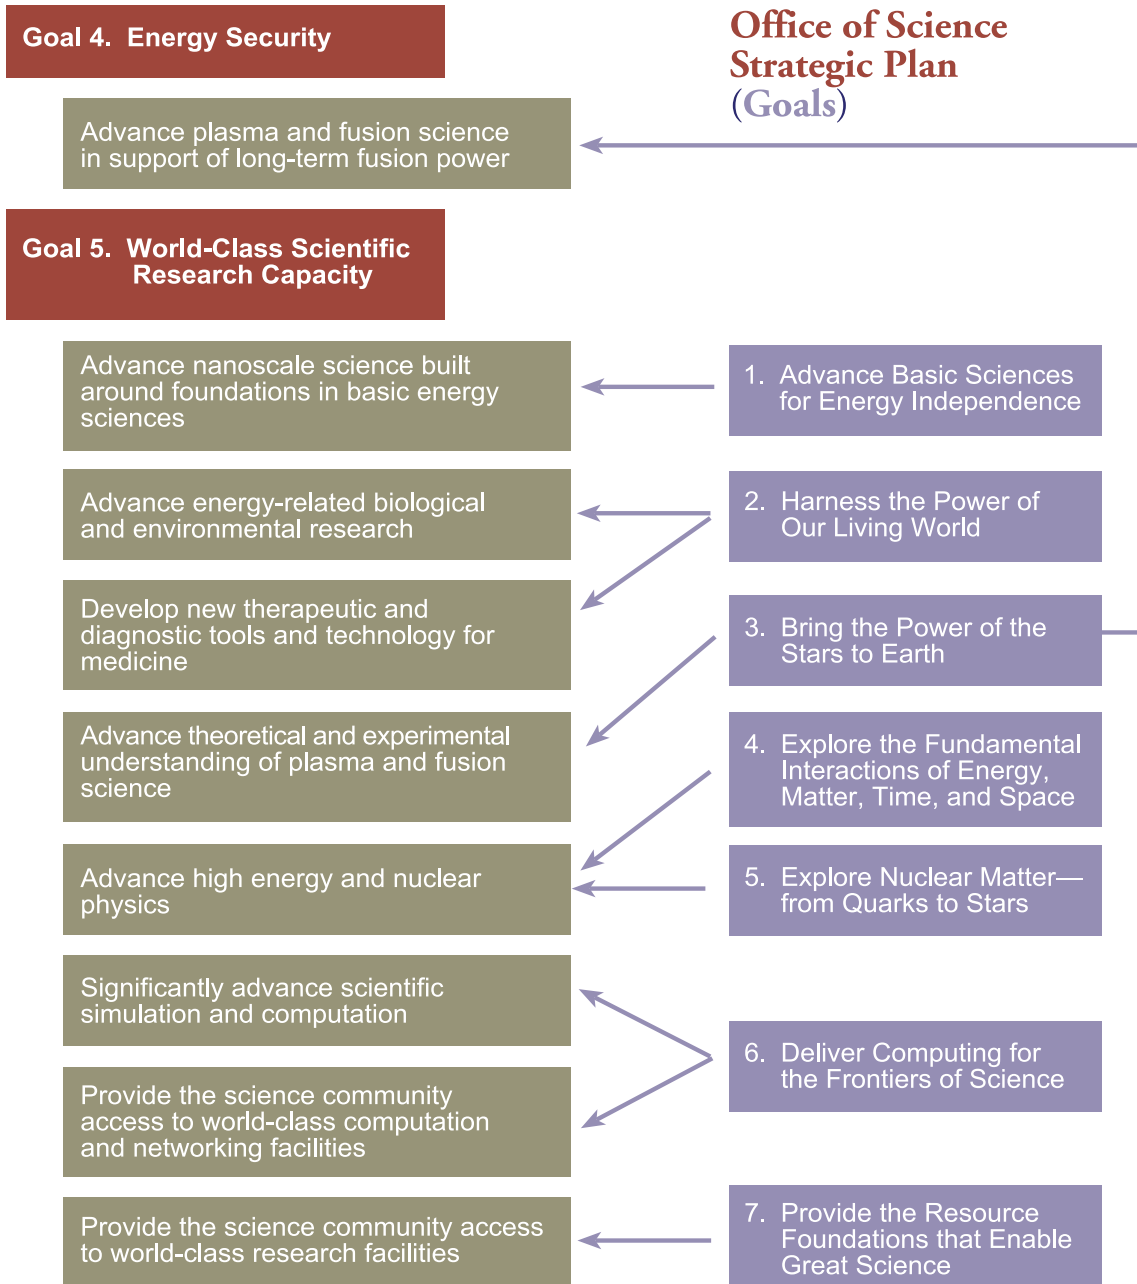 Goal 4.  Energy Security
Office of Science
Strategic Plan
(Goals)
Advance plasma and fusion science
in support of long-term fusion power
Goal 5.  World-Class Scientific
Research Capacity
Advance nanoscale science built
around foundations in basic energy
sciences
1.  Advance Basic Sciences
for Energy Independence
Advance energy-related biological
and environmental research
2.  Harness the Power of
Our Living World
Develop new therapeutic and
diagnostic tools and technology for
medicine
3.  Bring the Power of the
Stars to Earth
Advance theoretical and experimental
understanding of plasma and fusion
science
4.  Explore the Fundamental
Interactions of Energy,
Matter, Time, and Space
Advance high energy and nuclear
physics
5.  Explore Nuclear Matter—
from Quarks to Stars
Significantly advance scientific
simulation and computation
6.  Deliver Computing for
the Frontiers of Science
Provide the science community
access to world-class computation
and networking facilities
Provide the science community access
to world-class research facilities
7.  Provide the Resource
Foundations that Enable
Great Science